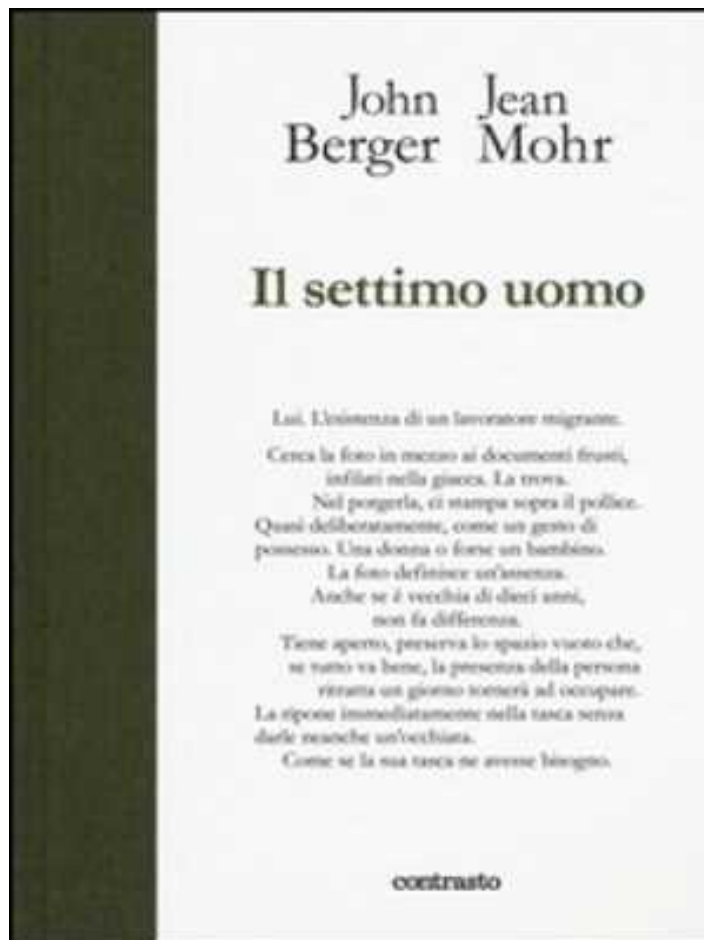 John Jean
Berger Mohr
Il settimo uomo
Lui. L'esistenza di un lavoratore migrante.
Cerca la foto in mezzo ai documenti frusti,
infilati nella giacca. La trova.
Nel porgerla, ci stampa sopra il pollice.
Quasi deliberatamente, come un gesto di
possesso. Una donna o forse un bambino.
La foto definisce un'assenza.
Anche se è vecchia di dieci anni,
non fa differenza.
Tiene aperto, preserva lo spazio vuoto che,
se tutto va bene, la presenza della persona
ritratta un giorno tornerà ad occupare.
La ripone immediatamente nella tasca senza
darle neanche un'occhiata.
Come se la sua tasca ne avesse bisogno.
contrasto